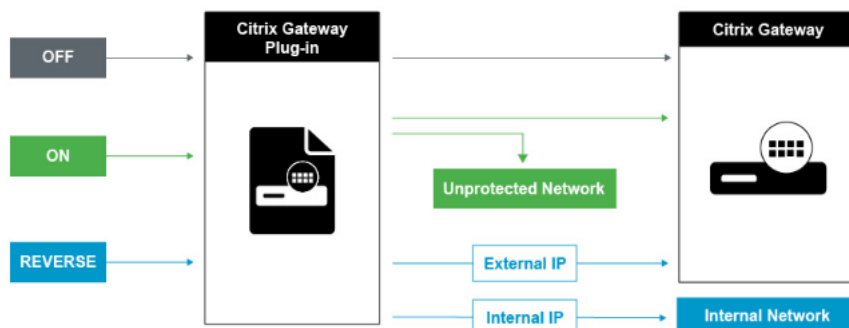 Citrix Gateway
Plug-in
Citrix Gateway
OFF
ON
Unprotected Network
REVERSE
External IP
Internal IP
Internal Network